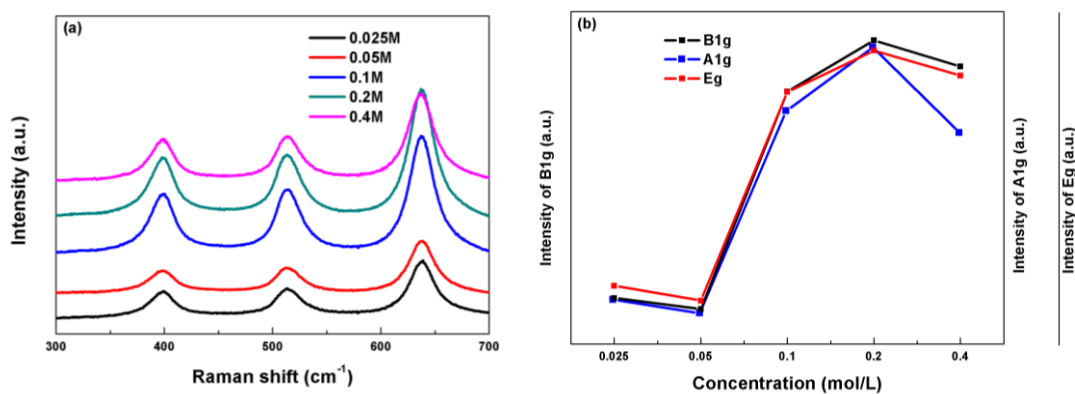 (a)
0.025M
0.05M
0.1M
0.2M
0.4M
Intensity (a.u.)
300
400
500
600
700
Raman shift (cm⁻¹)
(b)
B1g
A1g
Eg
Intensity of B1g (a.u.)
Intensity of A1g (a.u.)
Intensity of Eg (a.u.)
0.025
0.05
0.1
0.2
0.4
Concentration (mol/L)